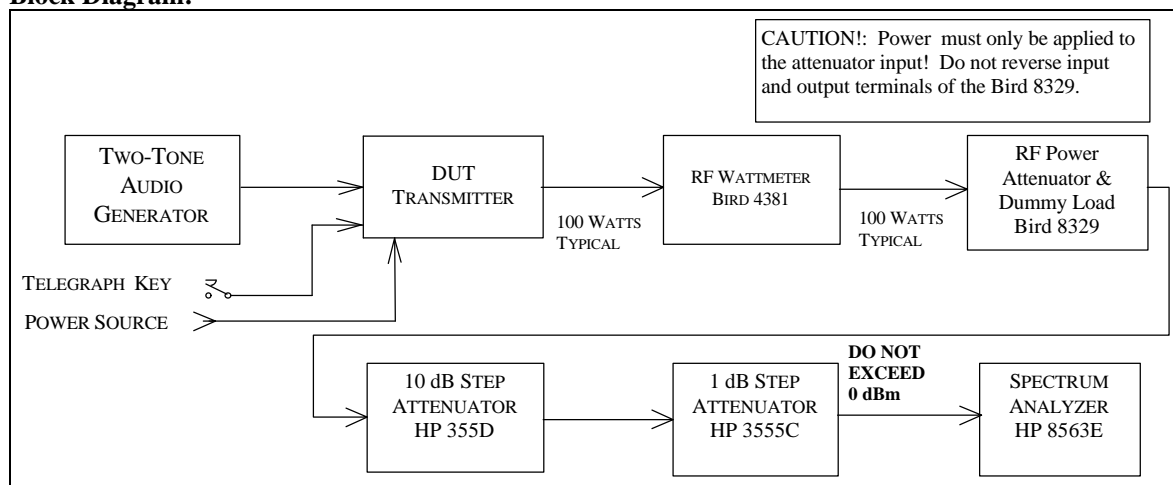 CAUTION!: Power must only be applied to
the attenuator input! Do not reverse input
and output terminals of the Bird 8329.
TWO-TONE
AUDIO
GENERATOR
DUT
TRANSMITTER
100 WATTS
TYPICAL
RF WATTMETER
BIRD 4381
100 WATTS
TYPICAL
RF Power
Attenuator &
Dummy Load
Bird 8329
TELEGRAPH KEY
POWER SOURCE
10 dB STEP
ATTENUATOR
HP 355D
1 dB STEP
ATTENUATOR
HP 3555C
DO NOT
EXCEED
0 dBm
SPECTRUM
ANALYZER
HP 8563E